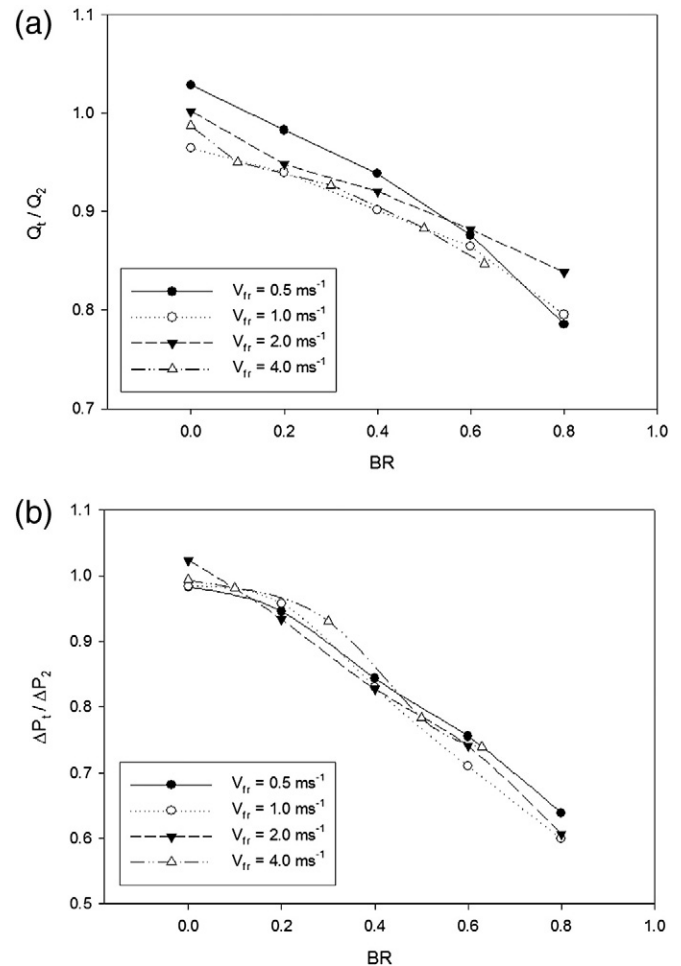 (a)
1.1
1.0
0.9
0.8
0.7
Qt / Q2
Vfr = 0.5 ms-1
Vfr = 1.0 ms-1
Vfr = 2.0 ms-1
Vfr = 4.0 ms-1
0.0 0.2 0.4 0.6 0.8 1.0
BR
(b)
1.1
1.0
0.9
0.8
0.7
0.6
0.5
ΔPt / ΔP2
Vfr = 0.5 ms-1
Vfr = 1.0 ms-1
Vfr = 2.0 ms-1
Vfr = 4.0 ms-1
0.0 0.2 0.4 0.6 0.8 1.0
BR